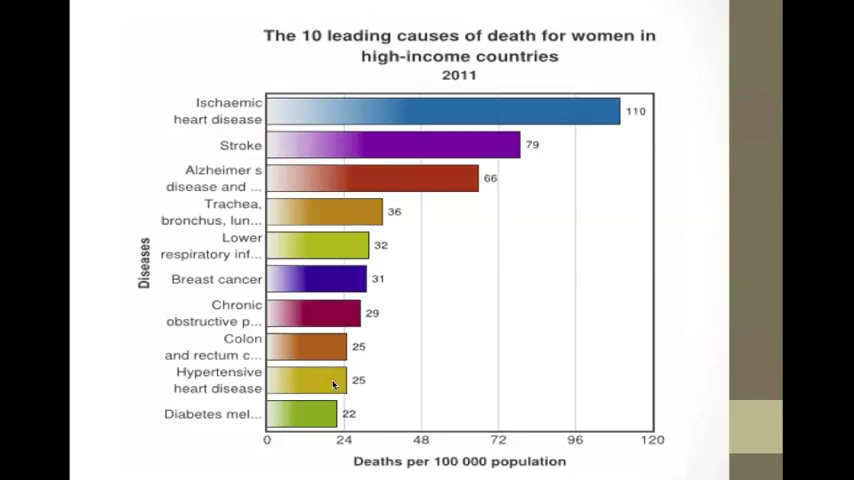 The 10 leading causes of death for women in
high-income countries
2011
Ischaemic
heart disease
110
Stroke
79
Alzheimer s
disease and ...
66
Trachea,
bronchus, lun...
36
Lower
respiratory inf...
32
Breast cancer
31
Chronic
obstructive p...
29
Colon
and rectum c...
25
Hypertensive
heart disease
25
Diabetes mel...
22
Diseases
0 24 48 72 96 120
Deaths per 100 000 population